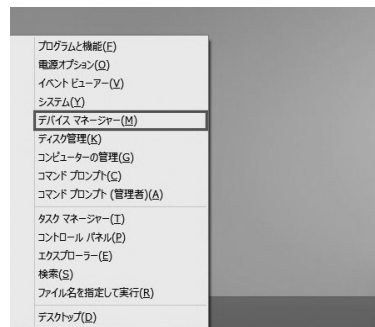 プログラムと機能(F)
電源オプション(O)
イベント ビューアー(V)
システム(Y)
デバイス マネージャー(M)
ディスク管理(K)
コンピューターの管理(G)
コマンド プロンプト(C)
コマンド プロンプト (管理者)(A)
タスク マネージャー(T)
コントロール パネル(P)
エクスプローラー(E)
検索(S)
ファイル名を指定して実行(R)
デスクトップ(D)